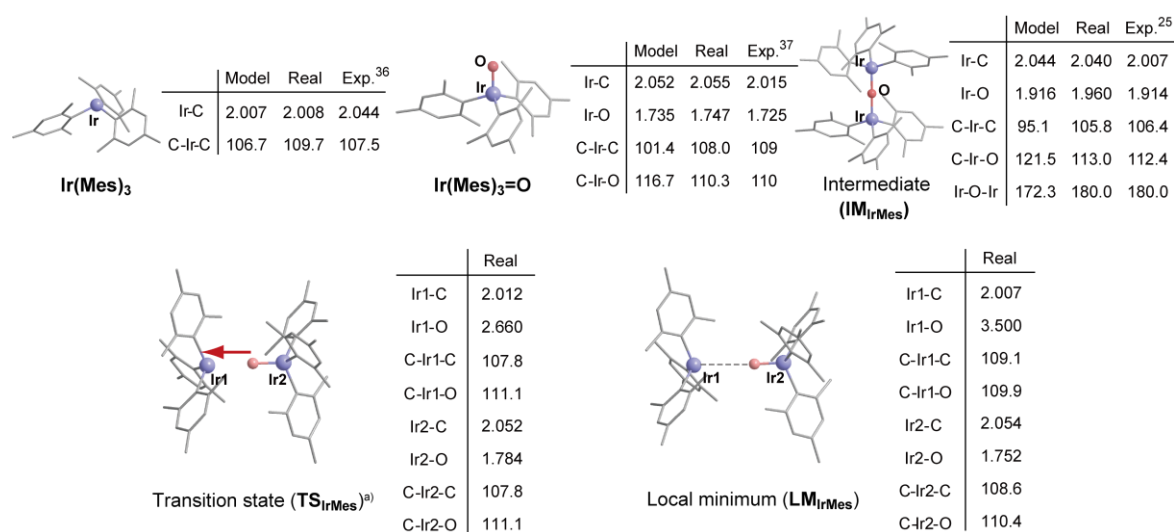 Model Real Exp.36
Ir-C 2.007 2.008 2.044
C-Ir-C 106.7 109.7 107.5
Ir
Ir(Mes)3
O
Ir
Ir(Mes)3=O
Model Real Exp.37
Ir-C 2.052 2.055 2.015
Ir-O 1.735 1.747 1.725
C-Ir-C 101.4 108.0 109
C-Ir-O 116.7 110.3 110
Ir
O
Ir
Intermediate
(IMIrMes)
Model Real Exp.25
Ir-C 2.044 2.040 2.007
Ir-O 1.916 1.960 1.914
C-Ir-C 95.1 105.8 106.4
C-Ir-O 121.5 113.0 112.4
Ir-O-Ir 172.3 180.0 180.0
Ir1 Ir2
Transition state (TSIrMes)a)
Real
Ir1-C 2.012
Ir1-O 2.660
C-Ir1-C 107.8
C-Ir1-O 111.1
Ir2-C 2.052
Ir2-O 1.784
C-Ir2-C 107.8
C-Ir2-O 111.1
Ir1 Ir2
Local minimum (LMIrMes)
Real
Ir1-C 2.007
Ir1-O 3.500
C-Ir1-C 109.1
C-Ir1-O 109.9
Ir2-C 2.054
Ir2-O 1.752
C-Ir2-C 108.6
C-Ir2-O 110.4